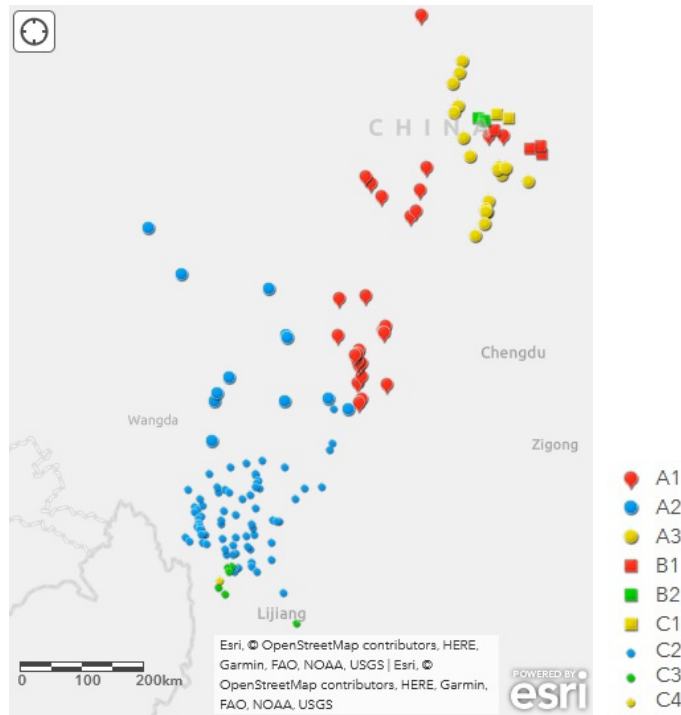 CHINA
Chengdu
Wangda
Zigong
A1
A2
A3
B1
B2
C1
C2
C3
C4
Lijiang
Esri, © OpenStreetMap contributors, HERE,
Garmin, FAO, NOAA, USGS | Esri, ©
OpenStreetMap contributors, HERE, Garmin,
FAO, NOAA, USGS
0 100 200km
POWERED BY
esri